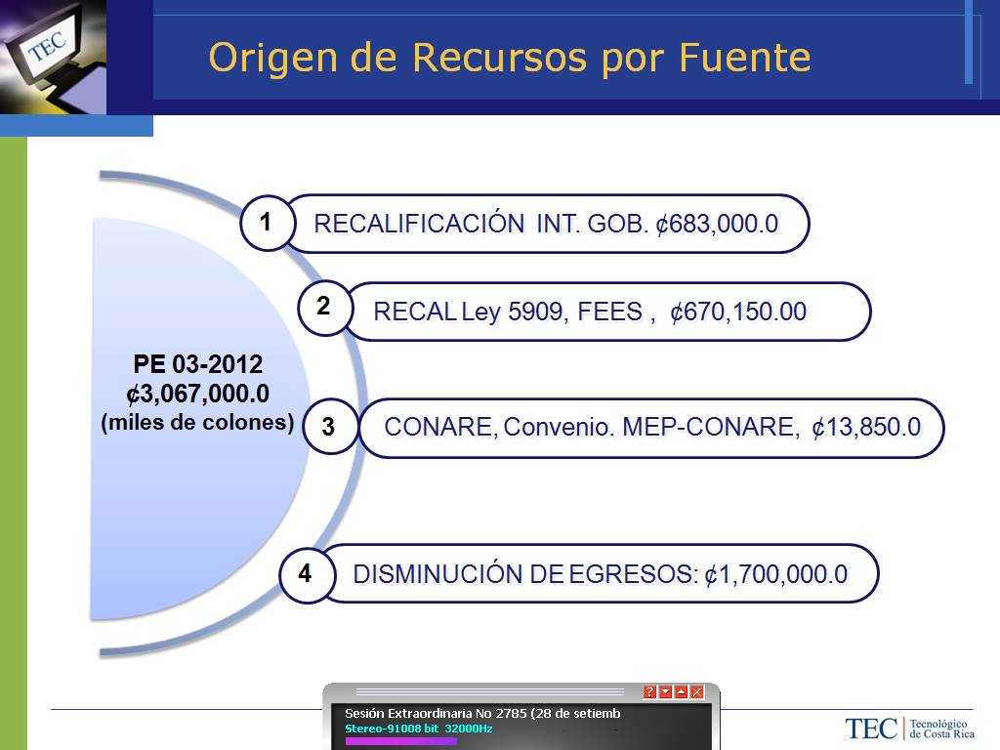 TEC
Origen de Recursos por Fuente
1
RECALIFICACIÓN INT. GOB. ¢683,000.0
2
RECAL Ley 5909, FEES , ¢670,150.00
PE 03-2012
¢3,067,000.0
(miles de colones)
3
CONARE, Convenio. MEP-CONARE, ¢13,850.0
4
DISMINUCIÓN DE EGRESOS: ¢1,700,000.0
Sesión Extraordinaria No 2785 (28 de setiemb
Stereo-91008 bit 32000Hz
TEC
Tecnológico
de Costa Rica